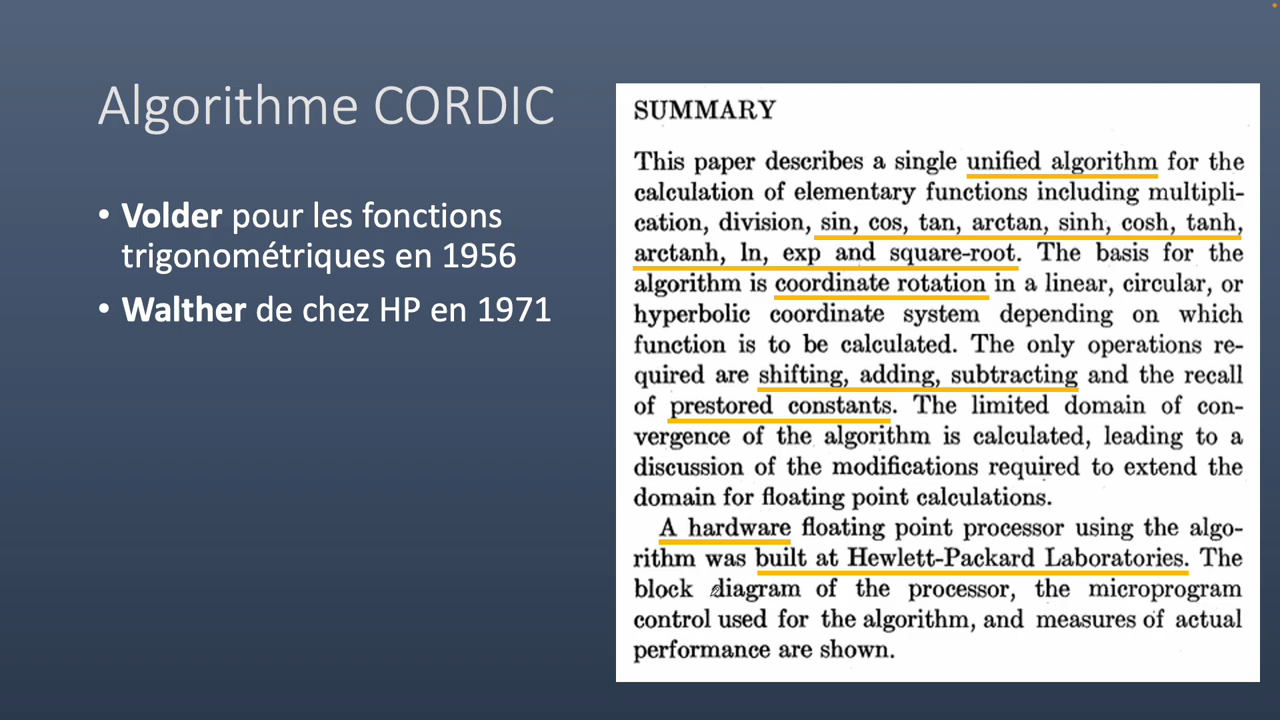 Algorithme CORDIC
• Volder pour les fonctions
trigonométriques en 1956
• Walther de chez HP en 1971
SUMMARY
This paper describes a single unified algorithm for the
calculation of elementary functions including multipli-
cation, division, sin, cos, tan, arctan, sinh, cosh, tanh,
arctanh, ln, exp and square-root. The basis for the
algorithm is coordinate rotation in a linear, circular, or
hyperbolic coordinate system depending on which
function is to be calculated. The only operations re-
quired are shifting, adding, subtracting and the recall
of prestored constants. The limited domain of con-
vergence of the algorithm is calculated, leading to a
discussion of the modifications required to extend the
domain for floating point calculations.
A hardware floating point processor using the algo-
rithm was built at Hewlett-Packard Laboratories. The
block diagram of the processor, the microprogram
control used for the algorithm, and measures of actual
performance are shown.